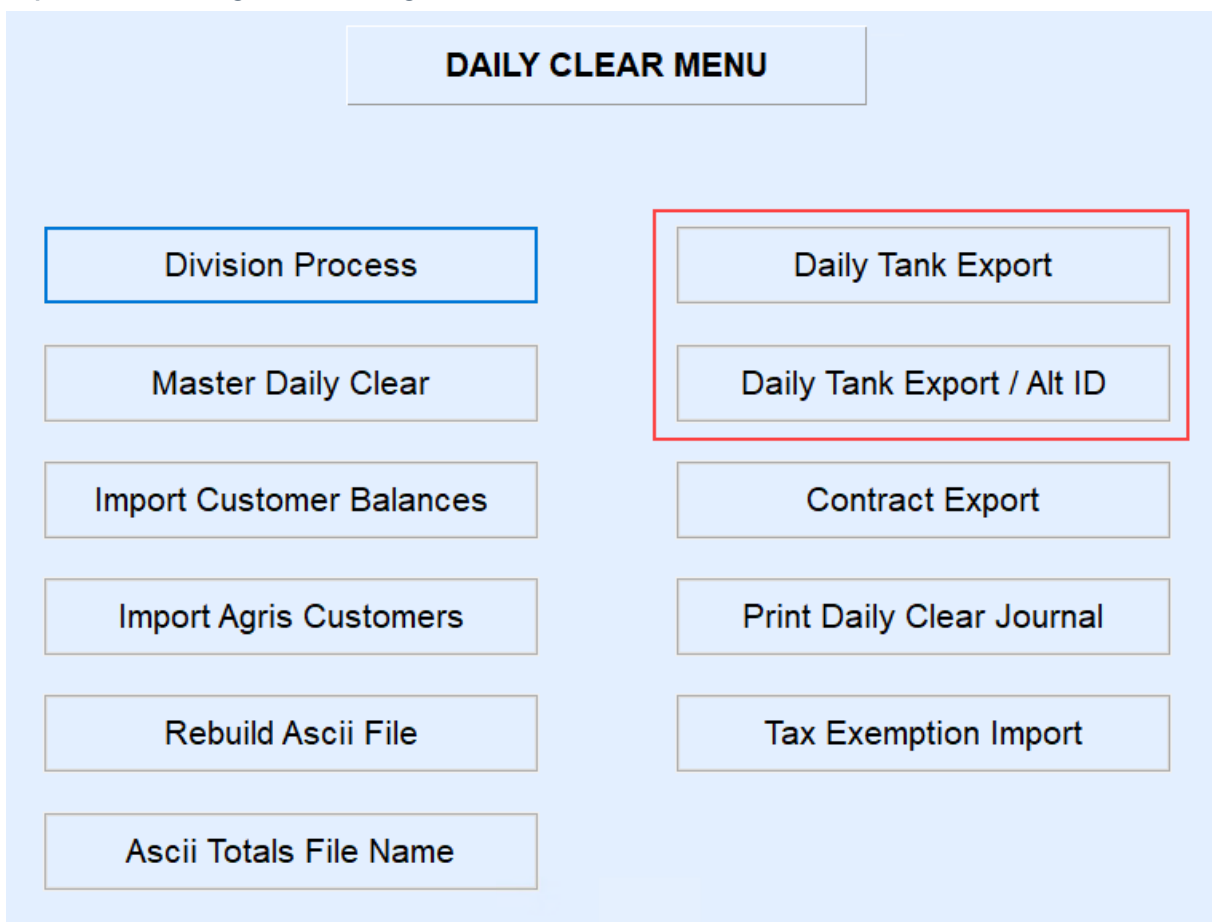 DAILY CLEAR MENU
Division Process
Daily Tank Export
Master Daily Clear
Daily Tank Export / Alt ID
Import Customer Balances
Contract Export
Import Agris Customers
Print Daily Clear Journal
Rebuild Ascii File
Tax Exemption Import
Ascii Totals File Name